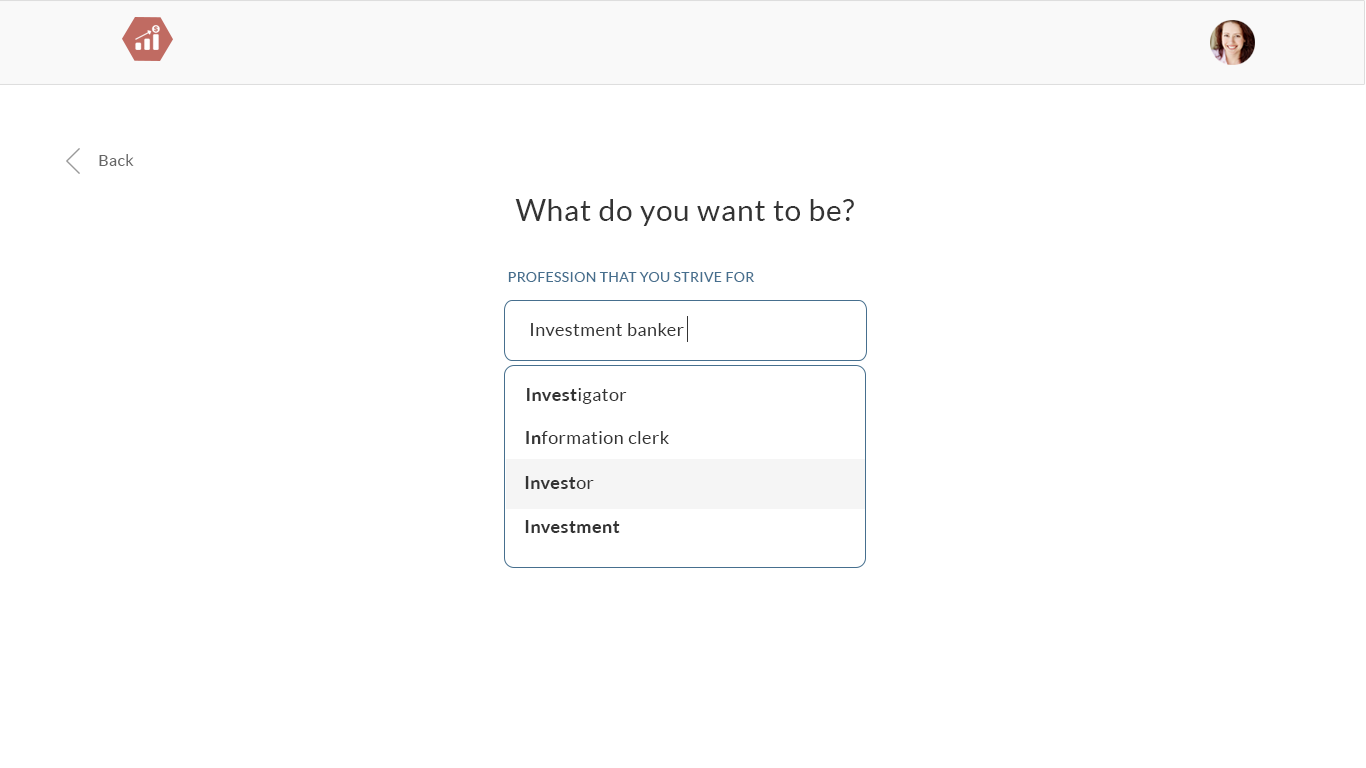 Back
What do you want to be?
PROFESSION THAT YOU STRIVE FOR
Investment banker
Investigator
Information clerk
Investor
Investment